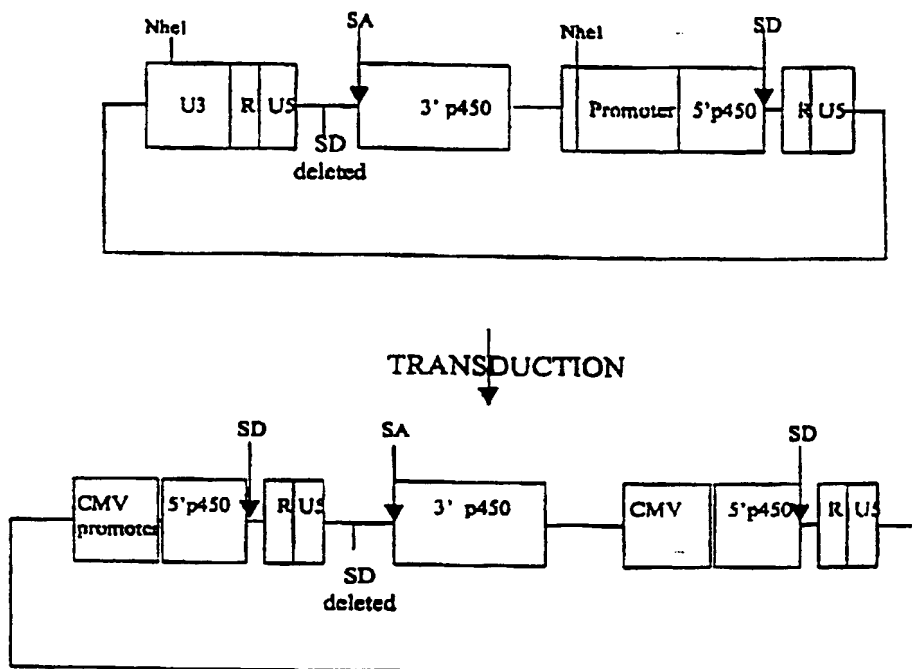 NheI SA NheI SD
U3 R U5 3' p450 Promoter 5'p450 R U5
SD
deleted
TRANSDUCTION
SD SA SD
CMV
promoter 5'p450 R U5 3' p450 CMV 5'p450 R U5
SD
deleted